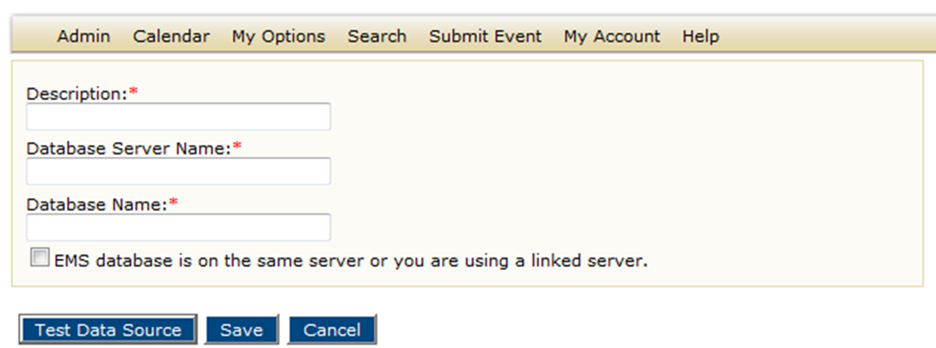 Admin Calendar My Options Search Submit Event My Account Help
Description:*
Database Server Name:*
Database Name:*
EMS database is on the same server or you are using a linked server.
Test Data Source Save Cancel